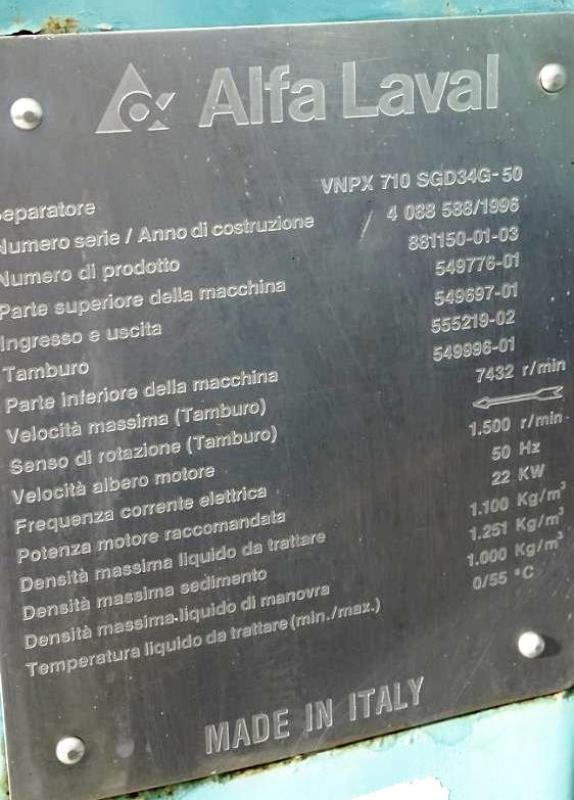 Alfa Laval
eparatore VNPX 710 SGD34G-50
Numero serie / Anno di costruzione / 4 088 588/1996
Numero di prodotto 881150-01-03
Parte superiore della macchina 549776-01
Ingresso e uscita 549697-01
Tamburo 555219-02
Parte inferiore della macchina 549996-01
Velocità massima (Tamburo) 7432 r/min
Senso di rotazione (Tamburo)
Velocità albero motore 1.500 r/min
Frequenza corrente elettrica 50 Hz
Potenza motore raccomandata 22 KW
Densità massima liquido da trattare 1.100 Kg/m³
Densità massima sedimento 1.251 Kg/m³
Densità massima liquido di manovra 1.000 Kg/m³
Temperatura liquido da trattare (min./max.) 0/55 °C
MADE IN ITALY